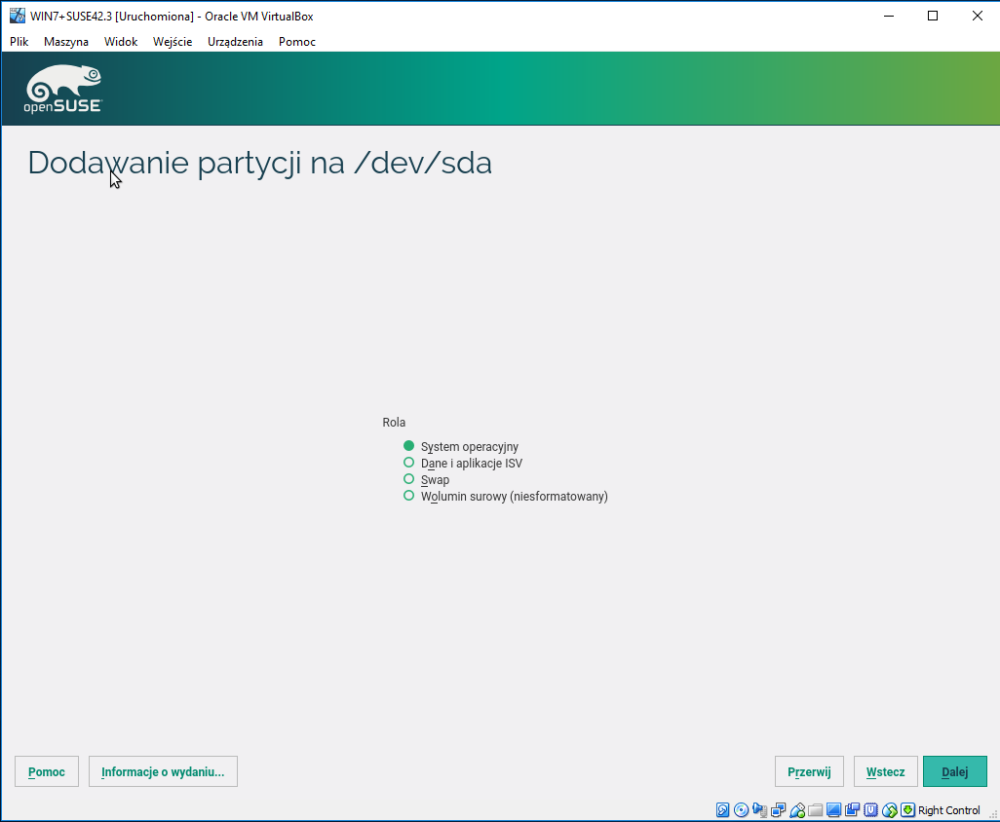 WIN7+SUSE42.3 [Uruchomiona] - Oracle VM VirtualBox
Plik Maszyna Widok Wejście Urządzenia Pomoc
openSUSE
Dodawanie partycji na /dev/sda
Rola
System operacyjny
Dane i aplikacje ISV
Swap
Wolumin surowy (niesformatowany)
Pomoc Informacje o wydaniu... Przerwij Wstecz Dalej
Right Control